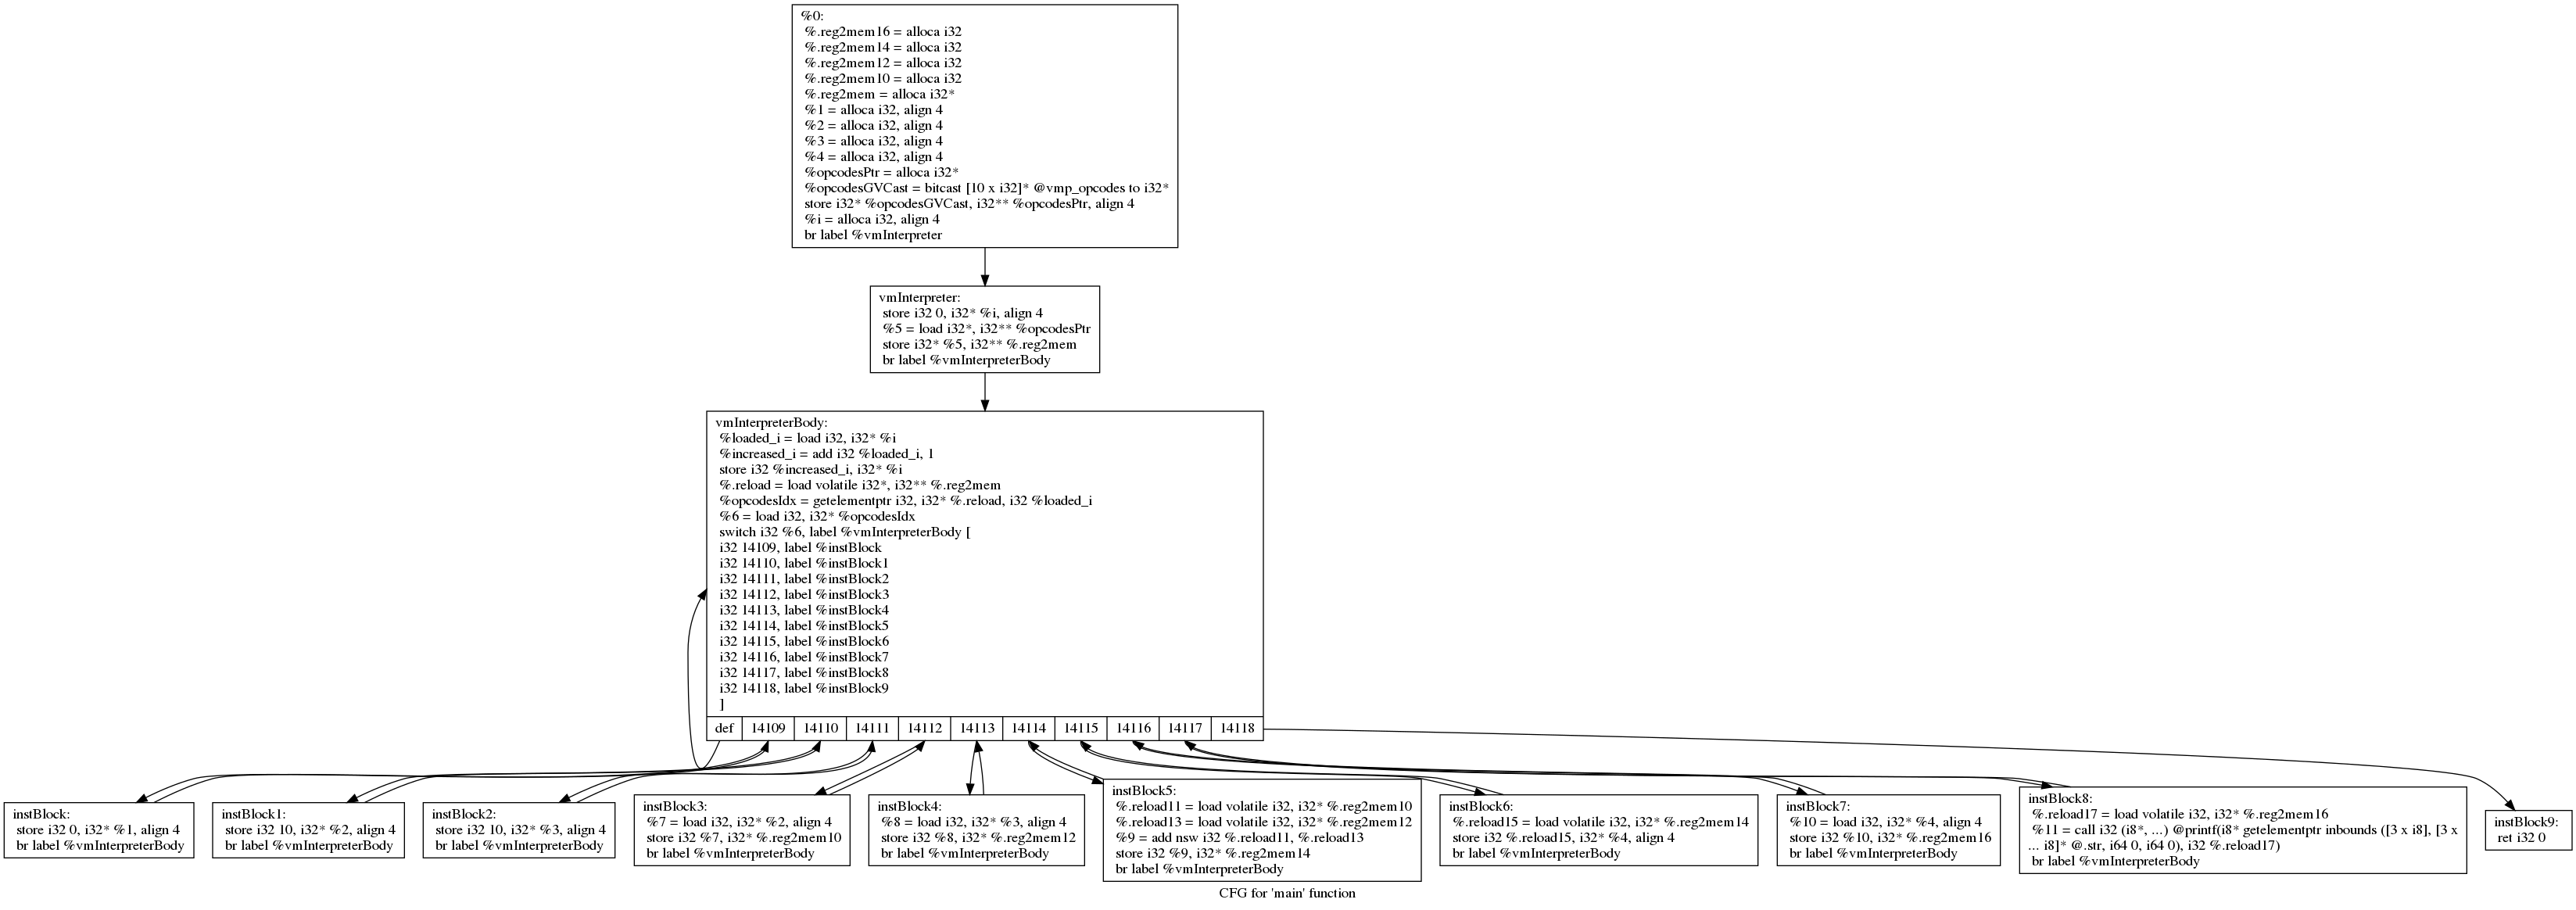 %0:
%.reg2mem16 = alloca i32
%.reg2mem14 = alloca i32
%.reg2mem12 = alloca i32
%.reg2mem10 = alloca i32
%.reg2mem = alloca i32*
%1 = alloca i32, align 4
%2 = alloca i32, align 4
%3 = alloca i32, align 4
%4 = alloca i32, align 4
%opcodesPtr = alloca i32*
%opcodesGVCast = bitcast [10 x i32]* @vmp_opcodes to i32*
store i32* %opcodesGVCast, i32** %opcodesPtr, align 4
%i = alloca i32, align 4
br label %vmInterpreter
vmInterpreter:
store i32 0, i32* %i, align 4
%5 = load i32*, i32** %opcodesPtr
store i32* %5, i32** %.reg2mem
br label %vmInterpreterBody
vmInterpreterBody:
%loaded_i = load i32, i32* %i
%increased_i = add i32 %loaded_i, 1
store i32 %increased_i, i32* %i
%.reload = load volatile i32*, i32** %.reg2mem
%opcodesIdx = getelementptr i32, i32* %.reload, i32 %loaded_i
%6 = load i32, i32* %opcodesIdx
switch i32 %6, label %vmInterpreterBody [
i32 14109, label %instBlock
i32 14110, label %instBlock1
i32 14111, label %instBlock2
i32 14112, label %instBlock3
i32 14113, label %instBlock4
i32 14114, label %instBlock5
i32 14115, label %instBlock6
i32 14116, label %instBlock7
i32 14117, label %instBlock8
i32 14118, label %instBlock9
]
def 14109 14110 14111 14112 14113 14114 14115 14116 14117 14118
instBlock:
store i32 0, i32* %1, align 4
br label %vmInterpreterBody
instBlock1:
store i32 10, i32* %2, align 4
br label %vmInterpreterBody
instBlock2:
store i32 10, i32* %3, align 4
br label %vmInterpreterBody
instBlock3:
%7 = load i32, i32* %2, align 4
store i32 %7, i32* %.reg2mem10
br label %vmInterpreterBody
instBlock4:
%8 = load i32, i32* %3, align 4
store i32 %8, i32* %.reg2mem12
br label %vmInterpreterBody
instBlock5:
%.reload11 = load volatile i32, i32* %.reg2mem10
%.reload13 = load volatile i32, i32* %.reg2mem12
%9 = add nsw i32 %.reload11, %.reload13
store i32 %9, i32* %.reg2mem14
br label %vmInterpreterBody
instBlock6:
%.reload15 = load volatile i32, i32* %.reg2mem14
store i32 %.reload15, i32* %4, align 4
br label %vmInterpreterBody
instBlock7:
%10 = load i32, i32* %4, align 4
store i32 %10, i32* %.reg2mem16
br label %vmInterpreterBody
instBlock8:
%.reload17 = load volatile i32, i32* %.reg2mem16
%11 = call i32 (i8*, ...) @printf(i8* getelementptr inbounds ([3 x i8], [3 x
... i8]* @.str, i64 0, i64 0), i32 %.reload17)
br label %vmInterpreterBody
instBlock9:
ret i32 0
CFG for 'main' function